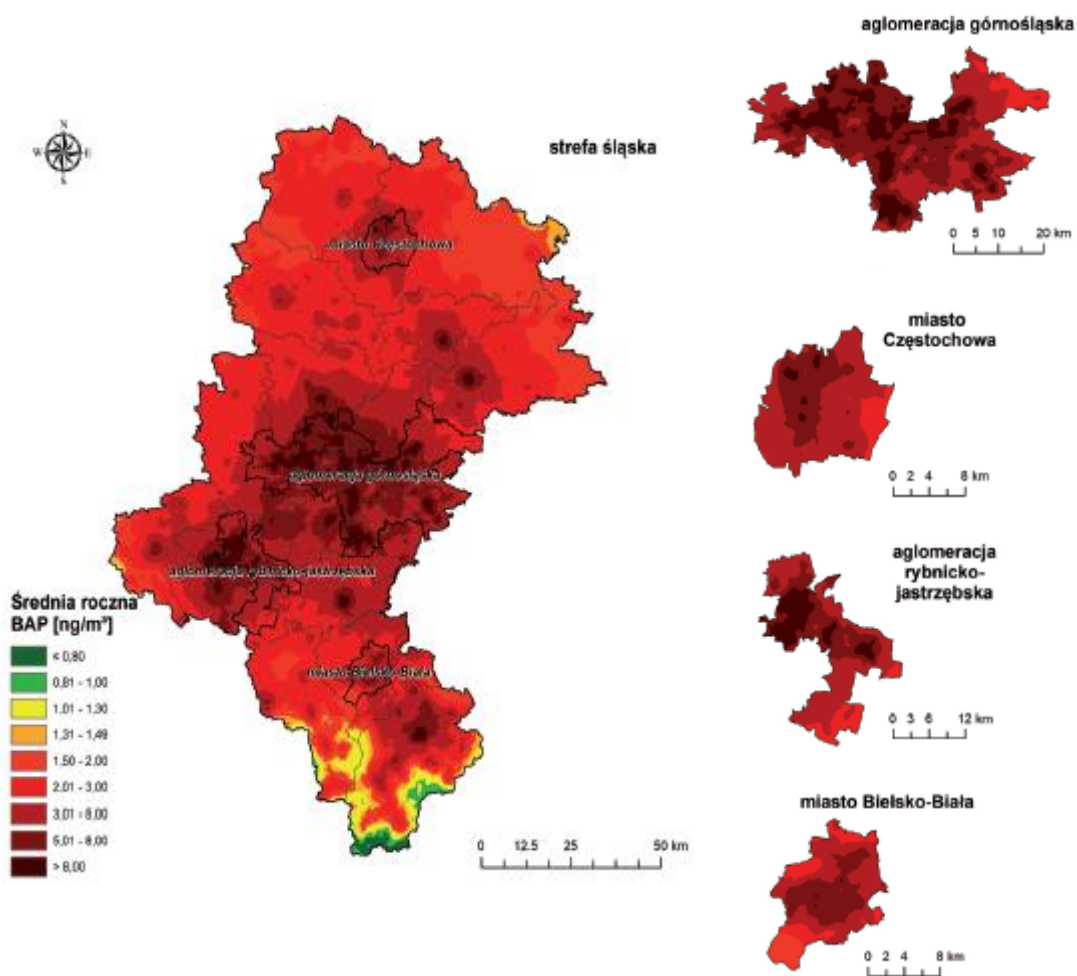 aglomeracja górnośląska
0 5 10 20 km
N
W E
S
strefa śląska
miasto Częstochowa
aglomeracja górnośląska
aglomeracja rybnicko-jastrzębska
miasto Bielsko-Biała
miasto
Częstochowa
0 2 4 8 km
aglomeracja
rybnicko-
jastrzębska
0 3 6 12 km
miasto Bielsko-Biała
0 2 4 8 km
Średnia roczna
BAP [ng/m³]
< 0,80
0,81 - 1,00
1,01 - 1,30
1,31 - 1,49
1,50 - 2,00
2,01 - 3,00
3,01 - 5,00
5,01 - 8,00
> 8,00
0 12.5 25 50 km